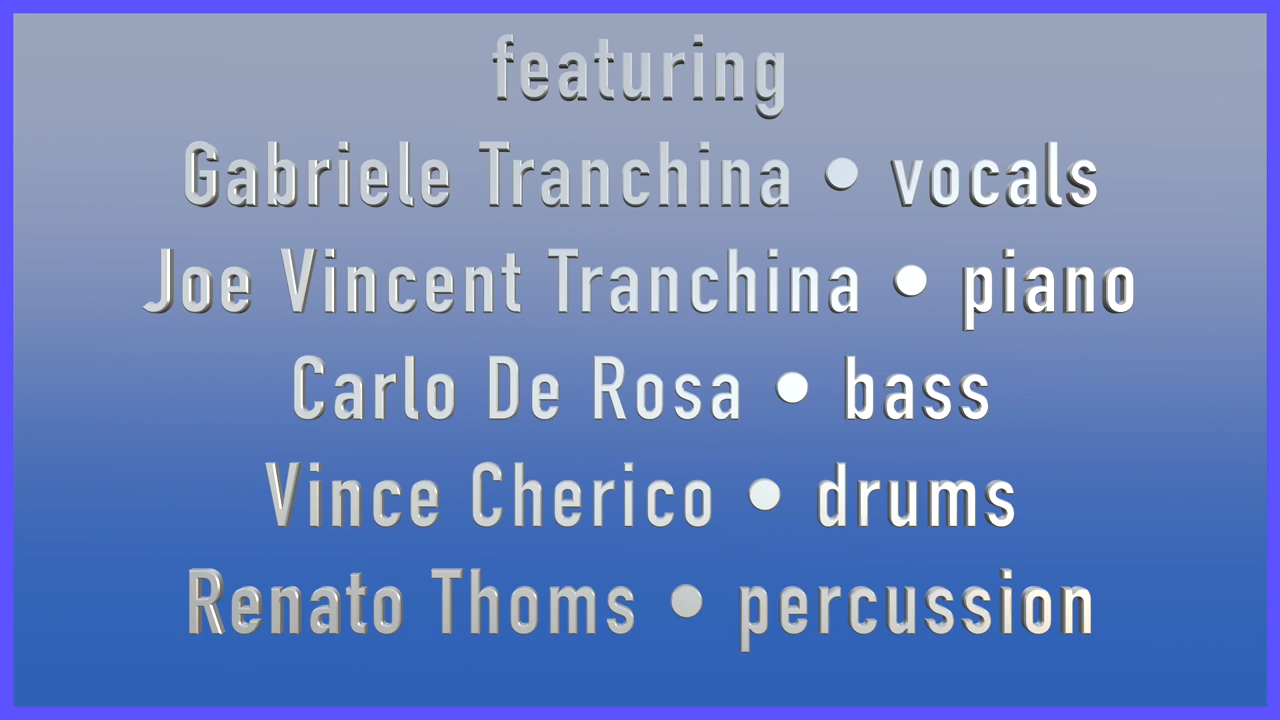 featuring
Gabriele Tranchina • vocals
Joe Vincent Tranchina • piano
Carlo De Rosa • bass
Vince Cherico • drums
Renato Thoms • percussion